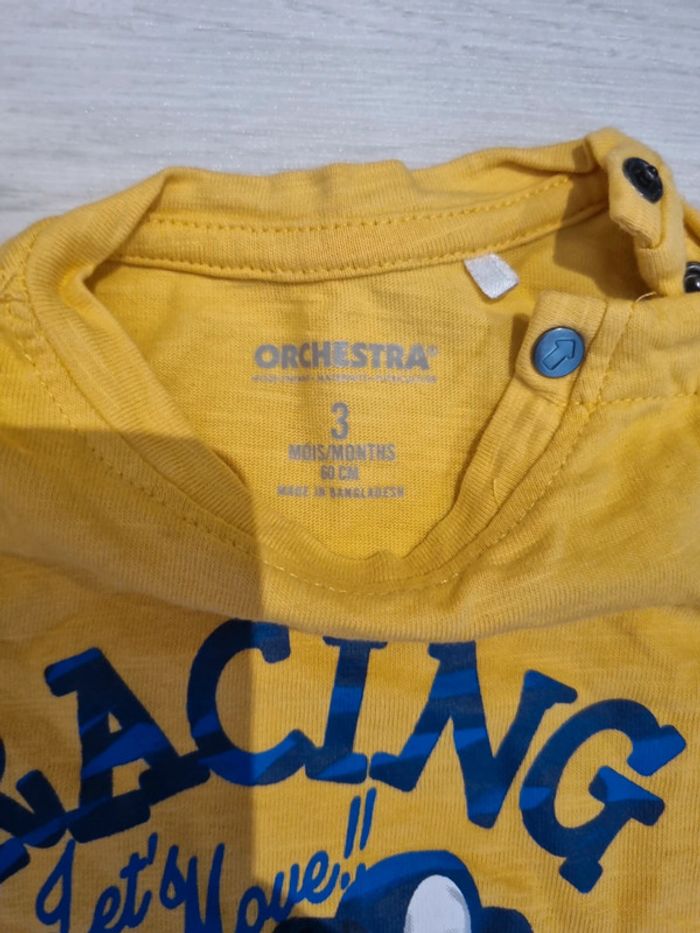 ORCHESTRA®
3
MOIS/MONTHS
60 CM
MADE IN BANGLADESH
RACING
Let's Move!!